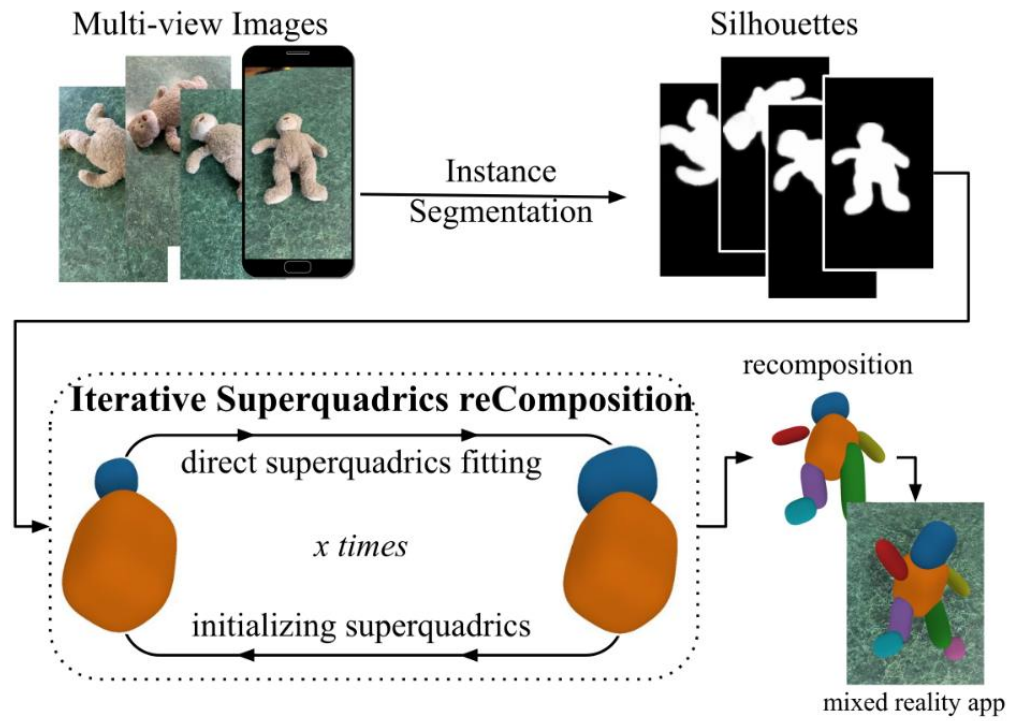 Multi-view Images
Silhouettes
Instance
Segmentation
recomposition
Iterative Superquadrics reComposition
direct superquadrics fitting
x times
initializing superquadrics
mixed reality app